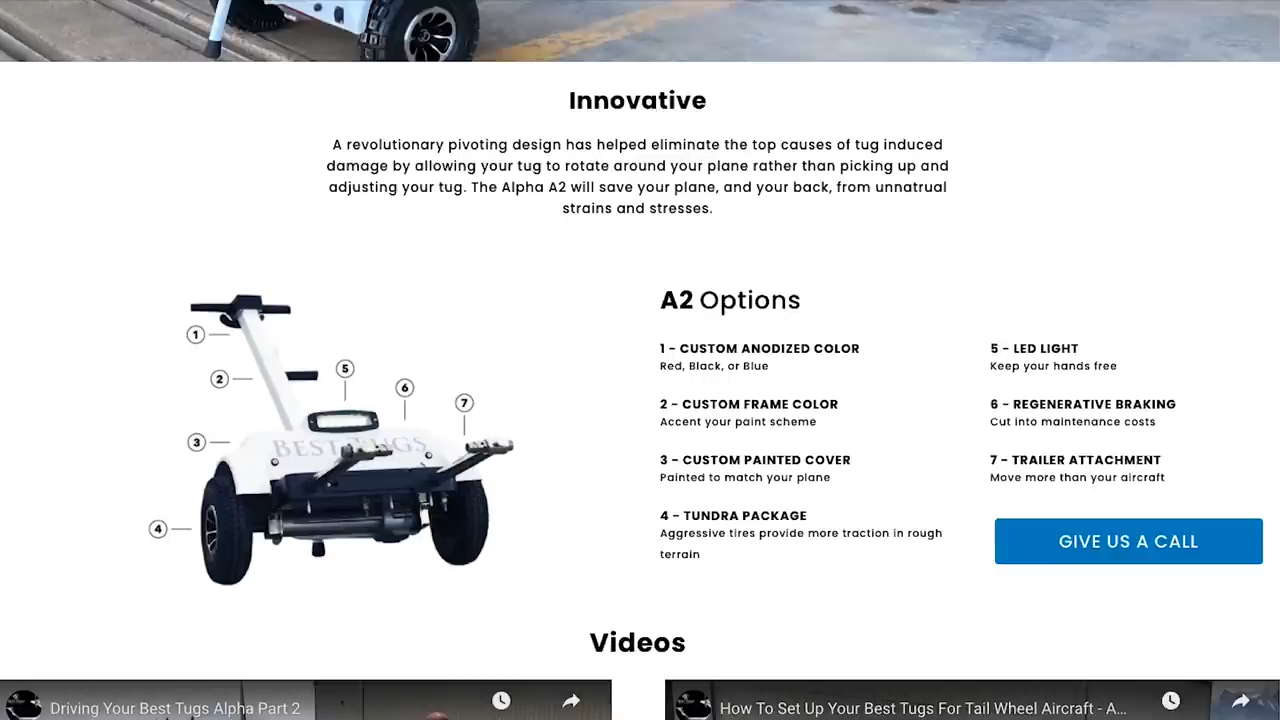 Innovative
A revolutionary pivoting design has helped eliminate the top causes of tug induced
damage by allowing your tug to rotate around your plane rather than picking up and
adjusting your tug. The Alpha A2 will save your plane, and your back, from unnatrual
strains and stresses.
1
2
3
4
5
6
7
BEST TUGS
A2 Options
1 - CUSTOM ANODIZED COLOR
Red, Black, or Blue
2 - CUSTOM FRAME COLOR
Accent your paint scheme
3 - CUSTOM PAINTED COVER
Painted to match your plane
4 - TUNDRA PACKAGE
Aggressive tires provide more traction in rough
terrain
5 - LED LIGHT
Keep your hands free
6 - REGENERATIVE BRAKING
Cut into maintenance costs
7 - TRAILER ATTACHMENT
Move more than your aircraft
GIVE US A CALL
Videos
Driving Your Best Tugs Alpha Part 2
How To Set Up Your Best Tugs For Tail Wheel Aircraft - A...